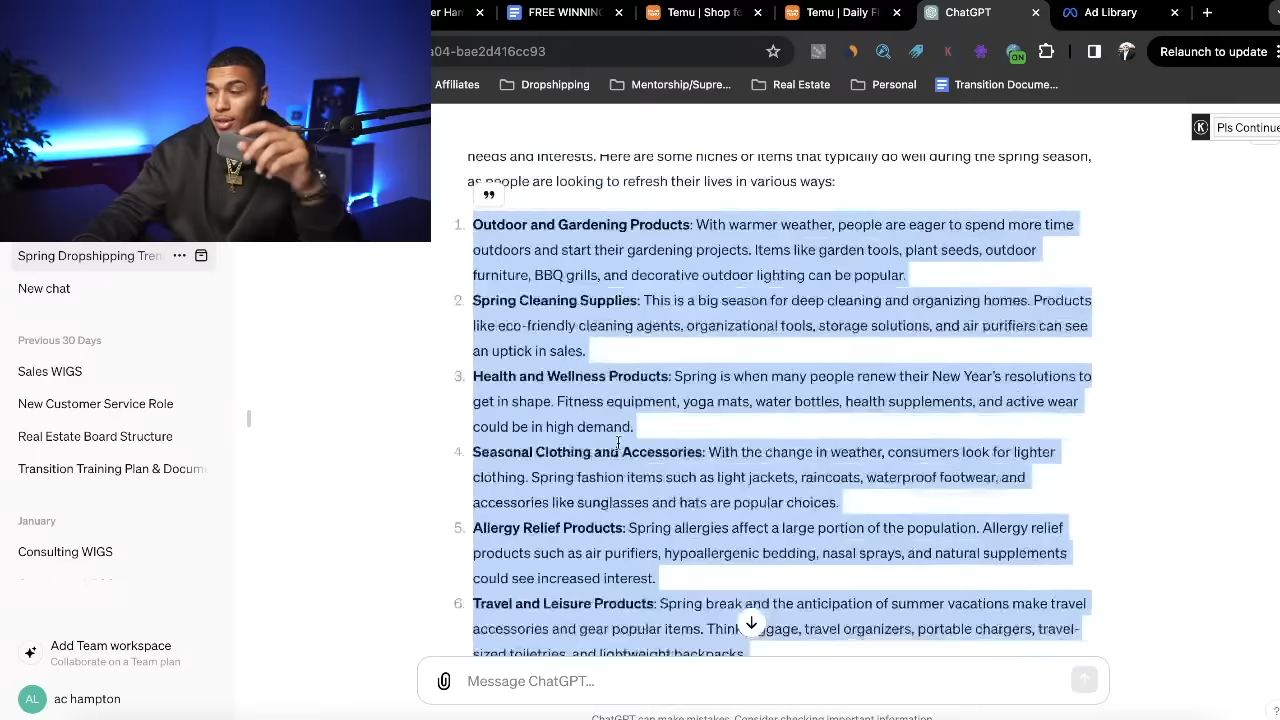 er Han
FREE WINNING
Temu | Shop fo
Temu | Daily Fi
ChatGPT
Ad Library
a04-bae2d416cc93
ON
Relaunch to update
Affiliates
Dropshipping
Mentorship/Supre...
Real Estate
Personal
Transition Docume...
Pls Continue
needs and interests. Here are some niches or items that typically do well during the spring season,
as people are looking to refresh their lives in various ways:
1. Outdoor and Gardening Products: With warmer weather, people are eager to spend more time
outdoors and start their gardening projects. Items like garden tools, plant seeds, outdoor
furniture, BBQ grills, and decorative outdoor lighting can be popular.
2. Spring Cleaning Supplies: This is a big season for deep cleaning and organizing homes. Products
like eco-friendly cleaning agents, organizational tools, storage solutions, and air purifiers can see
an uptick in sales.
3. Health and Wellness Products: Spring is when many people renew their New Year's resolutions to
get in shape. Fitness equipment, yoga mats, water bottles, health supplements, and active wear
could be in high demand.
4. Seasonal Clothing and Accessories: With the change in weather, consumers look for lighter
clothing. Spring fashion items such as light jackets, raincoats, waterproof footwear, and
accessories like sunglasses and hats are popular choices.
5. Allergy Relief Products: Spring allergies affect a large portion of the population. Allergy relief
products such as air purifiers, hypoallergenic bedding, nasal sprays, and natural supplements
could see increased interest.
6. Travel and Leisure Products: Spring break and the anticipation of summer vacations make travel
accessories and gear popular items. Think ggage, travel organizers, portable chargers, travel-
sized toiletries, and lightweight backpacks.
Spring Dropshipping Tren
New chat
Previous 30 Days
Sales WIGS
New Customer Service Role
Real Estate Board Structure
Transition Training Plan & Docume
January
Consulting WIGS
Add Team workspace
Collaborate on a Team plan
AL
ac hampton
Message ChatGPT...
ChatGPT can make mistakes. Consider checking important information.